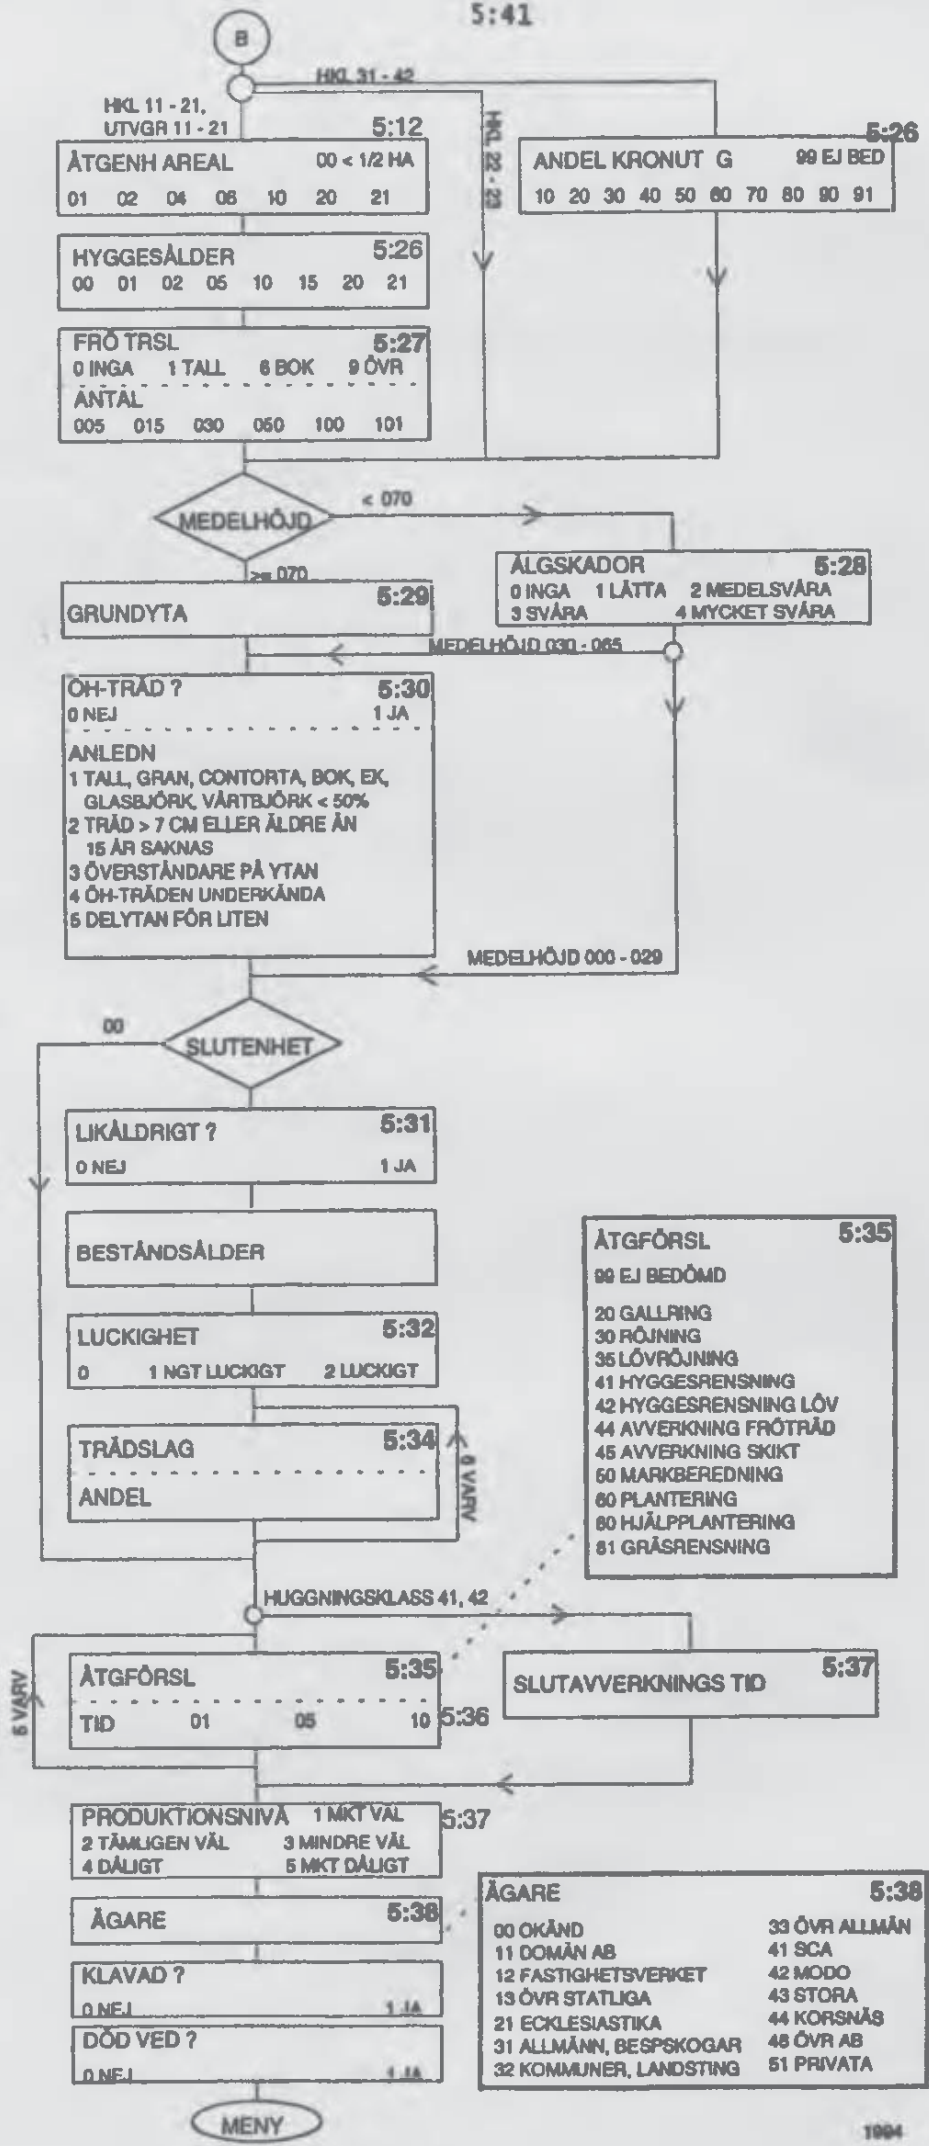 5:41
B
HKL 31 - 42
HKL 11 - 21,
UTVGR 11 - 21
HKL 22 - 23
5:12
ÅTGENH AREAL 00 < 1/2 HA
01 02 04 06 10 20 21
5:26
ANDEL KRONUT G 99 EJ BED
10 20 30 40 50 60 70 80 90 91
HYGGESÅLDER 5:26
00 01 02 05 10 15 20 21
FRÖ TRSL 5:27
0 INGA 1 TALL 6 BOK 9 ÖVR
ANTAL
005 015 030 050 100 101
MEDELHÖJD
< 070
>= 070
ÄLGSKADOR 5:28
0 INGA 1 LÄTTA 2 MEDELSVÅRA
3 SVÅRA 4 MYCKET SVÅRA
GRUNDYTA 5:29
MEDELHÖJD 030 - 065
ÖH-TRÄD ? 5:30
0 NEJ 1 JA
ANLEDN
1 TALL, GRAN, CONTORTA, BOK, EK,
GLASBJÖRK, VÅRTBJÖRK < 50%
2 TRÄD > 7 CM ELLER ÄLDRE ÄN
15 ÅR SAKNAS
3 ÖVERSTÅNDARE PÅ YTAN
4 ÖH-TRÄDEN UNDERKÄNDA
5 DELYTAN FÖR LITEN
MEDELHÖJD 000 - 029
00
SLUTENHET
LIKÅLDRIGT ? 5:31
0 NEJ 1 JA
BESTÅNDSÅLDER
LUCKIGHET 5:32
0 1 NGT LUCKIGT 2 LUCKIGT
TRÄDSLAG 5:34
ANDEL
6 VARV
ÅTGFÖRSL 5:35
99 EJ BEDÖMD
20 GALLRING
30 RÖJNING
35 LÖVRÖJNING
41 HYGGESRENSNING
42 HYGGESRENSNING LÖV
44 AVVERKNING FRÖTRÄD
45 AVVERKNING SKIKT
50 MARKBEREDNING
60 PLANTERING
80 HJÄLPPLANTERING
81 GRÄSRENSNING
HUGGNINGSKLASS 41, 42
5 VARV
ÅTGFÖRSL 5:35
TID 01 05 10 5:36
SLUTAVVERKNINGS TID 5:37
PRODUKTIONSNIVÅ 1 MKT VÄL 5:37
2 TÄMLIGEN VÄL 3 MINDRE VÄL
4 DÅLIGT 5 MKT DÅLIGT
ÄGARE 5:38
KLAVAD ?
0 NEJ 1 JA
DÖD VED ?
0 NEJ 1 JA
MENY
ÄGARE 5:38
00 OKÄND
11 DOMÄN AB
12 FASTIGHETSVERKET
13 ÖVR STATLIGA
21 ECKLESIASTIKA
31 ALLMÄNN, BESPSKOGAR
32 KOMMUNER, LANDSTING
33 ÖVR ALLMÄN
41 SCA
42 MODO
43 STORA
44 KORSNÄS
46 ÖVR AB
51 PRIVATA
1994